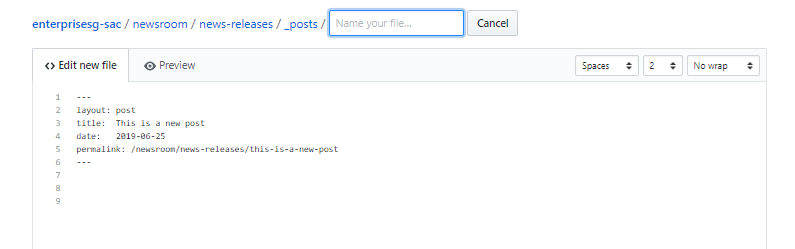 enterprisesg-sac / newsroom / news-releases / _posts / Name your file... Cancel
<> Edit new file Preview Spaces 2 No wrap
1 ---
2 layout: post
3 title:  This is a new post
4 date:   2019-06-25
5 permalink: /newsroom/news-releases/this-is-a-new-post
6 ---
7
8
9